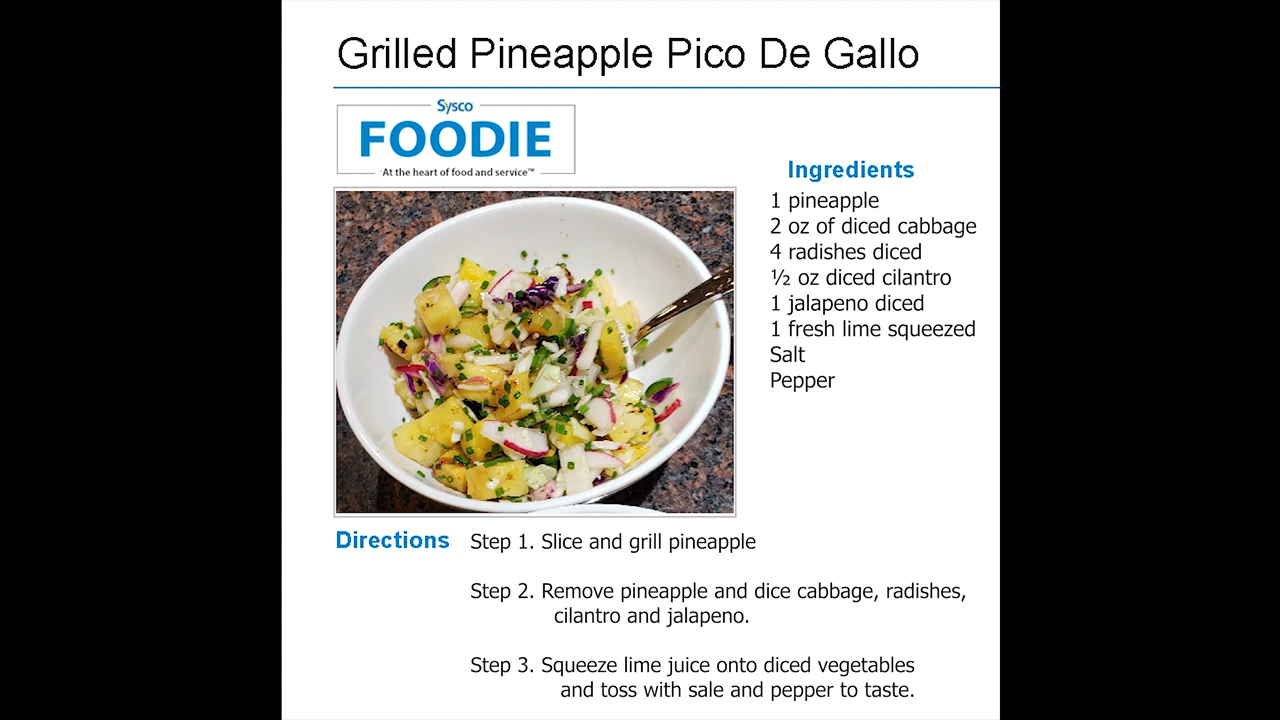 Grilled Pineapple Pico De Gallo
Sysco
FOODIE
At the heart of food and service™
Ingredients
1 pineapple
2 oz of diced cabbage
4 radishes diced
½ oz diced cilantro
1 jalapeno diced
1 fresh lime squeezed
Salt
Pepper
Directions
Step 1. Slice and grill pineapple
Step 2. Remove pineapple and dice cabbage, radishes,
cilantro and jalapeno.
Step 3. Squeeze lime juice onto diced vegetables
and toss with sale and pepper to taste.